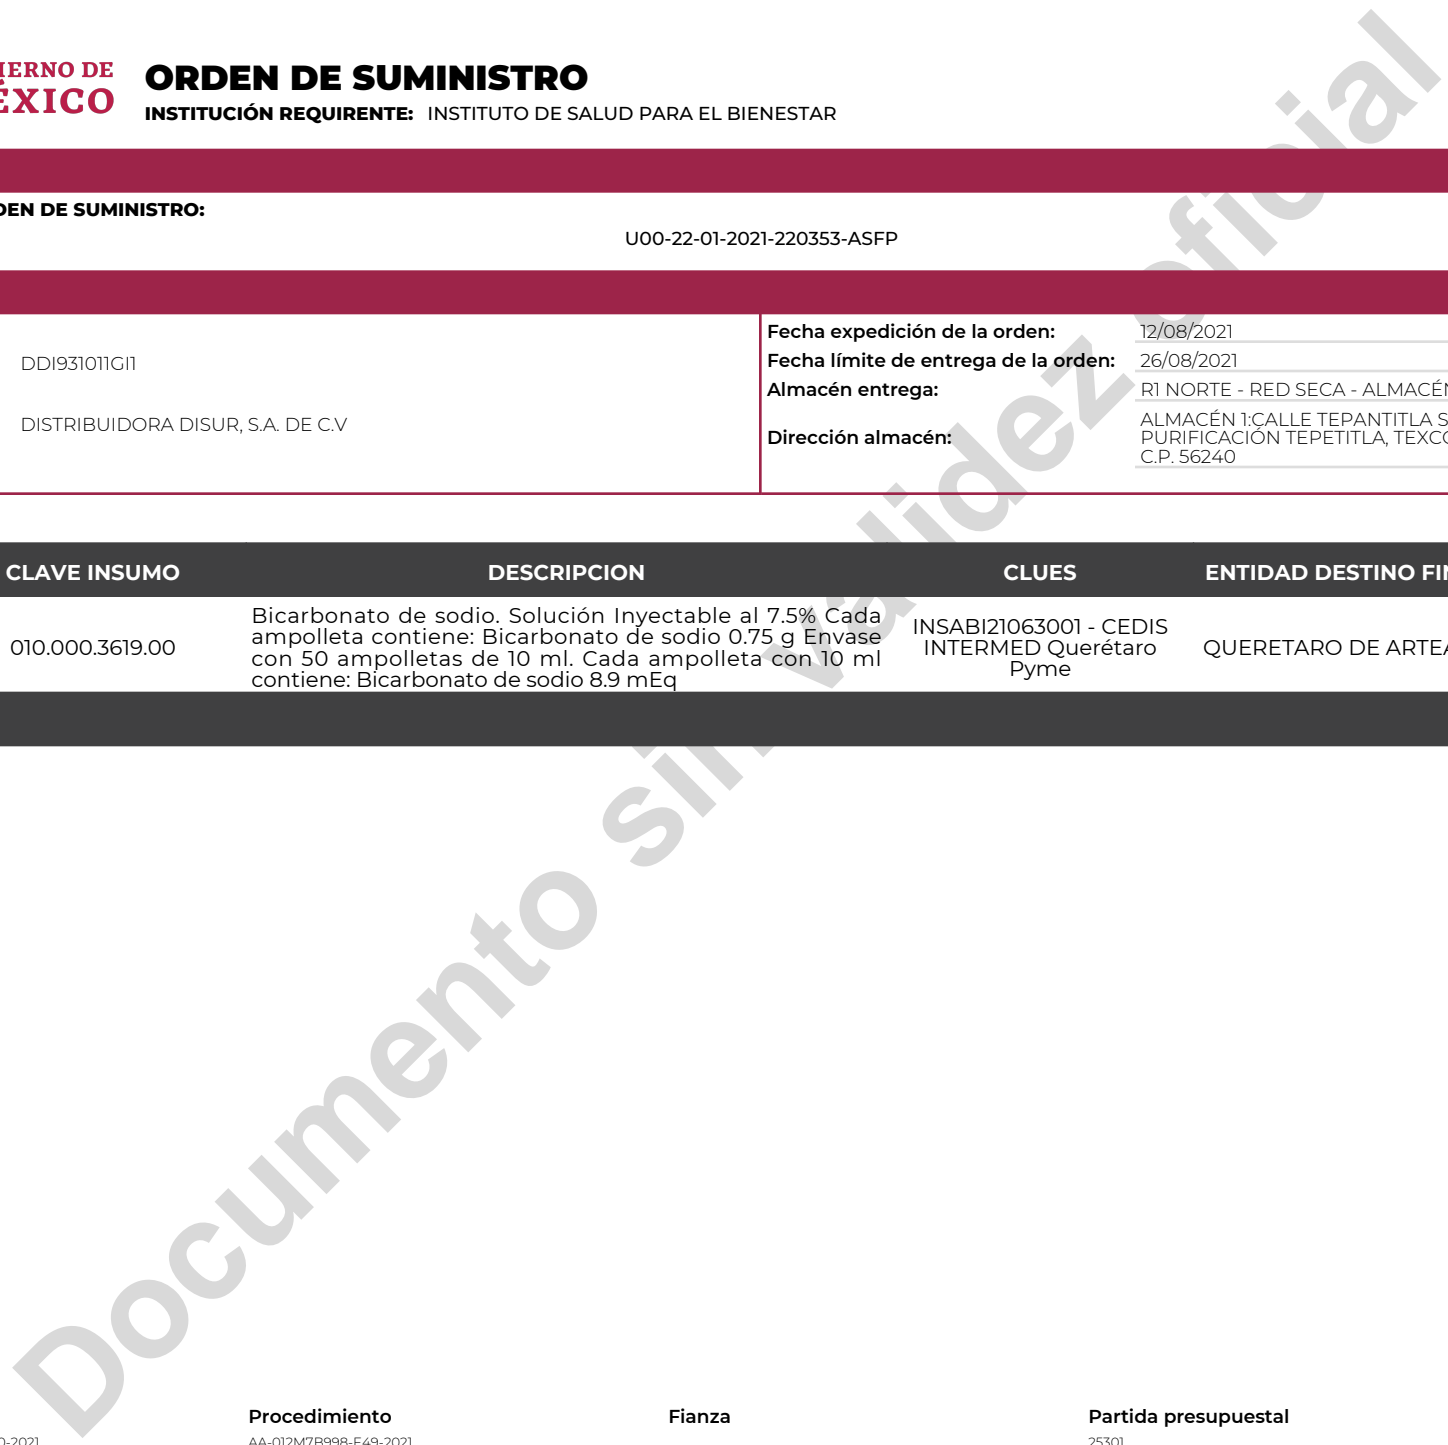 ORDEN DE SUMINISTRO
INSTITUCIÓN REQUIRENTE: INSTITUTO DE SALUD PARA EL BIENESTAR
DE
XICO
DE SUMINISTRO:
U00-22-01-2021-220353-ASFP
DDI931011GI1
DISTRIBUIDORA DISUR, S.A. DE C.V
Fecha expedición de la orden: 12/08/2021
Fecha límite de entrega de la orden: 26/08/2021
Almacén entrega: R1 NORTE - RED SECA - ALMACÉN
Dirección almacén: ALMACÉN 1:CALLE TEPANTITLA S
PURIFICACIÓN TEPETITLA, TEXCO
C.P. 56240
CLAVE INSUMO DESCRIPCION CLUES ENTIDAD DESTINO FIN
010.000.3619.00
Bicarbonato de sodio. Solución Inyectable al 7.5% Cada
ampolleta contiene: Bicarbonato de sodio 0.75 g Envase
con 50 ampolletas de 10 ml. Cada ampolleta con 10 ml
contiene: Bicarbonato de sodio 8.9 mEq
INSABI21063001 - CEDIS
INTERMED Querétaro
Pyme
QUERETARO DE ARTEA
Documento sin validez oficial
Procedimiento Fianza Partida presupuestal
-2021 AA-012M7B998-E49-2021 25301